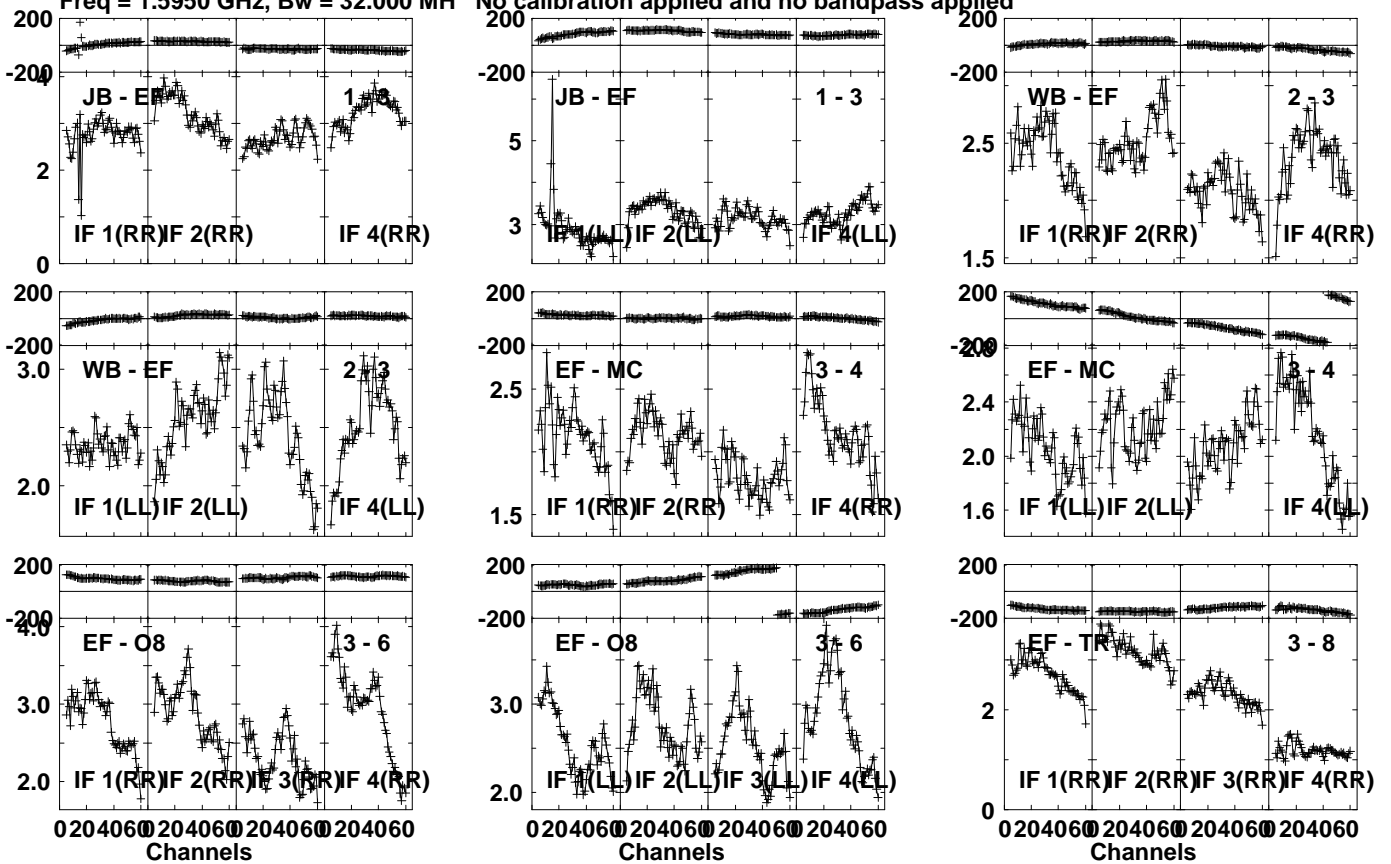 Freq = 1.5950 GHz, Bw = 32.000 MH No calibration applied and no bandpass applied
200 200 200
-200 -200 -200
4
JB - EF 1 - 3 JB - EF 1 - 3 WB - EF 2 - 3
5 2.5
2
3
IF 1(RR) IF 2(RR) IF 4(RR) IF 1(LL) IF 2(LL) IF 4(LL) IF 1(RR) IF 2(RR) IF 4(RR)
0 1.5
200 200 200
-200 -200 -200
2.8
3.0 WB - EF 2 - 3 EF - MC 3 - 4 EF - MC 3 - 4
2.5 2.4
2.0
2.0
IF 1(LL) IF 2(LL) IF 4(LL) IF 1(RR) IF 2(RR) IF 4(RR) IF 1(LL) IF 2(LL) IF 4(LL)
1.5 1.6
200 200 200
-200 -200 -200
4.0
EF - O8 3 - 6 EF - O8 3 - 6 EF - TR 3 - 8
3.0 3.0 2
2.0 IF 1(RR) IF 2(RR) IF 3(RR) IF 4(RR) 2.0 IF 1(LL) IF 2(LL) IF 3(LL) IF 4(LL) IF 1(RR) IF 2(RR) IF 3(RR) IF 4(RR)
0
0 20 40 60 0 20 40 60 0 20 40 60 0 20 40 60 0 20 40 60 0 20 40 60 0 20 40 60 0 20 40 60 0 20 40 60 0 20 40 60 0 20 40 60 0 20 40 60
Channels Channels Channels